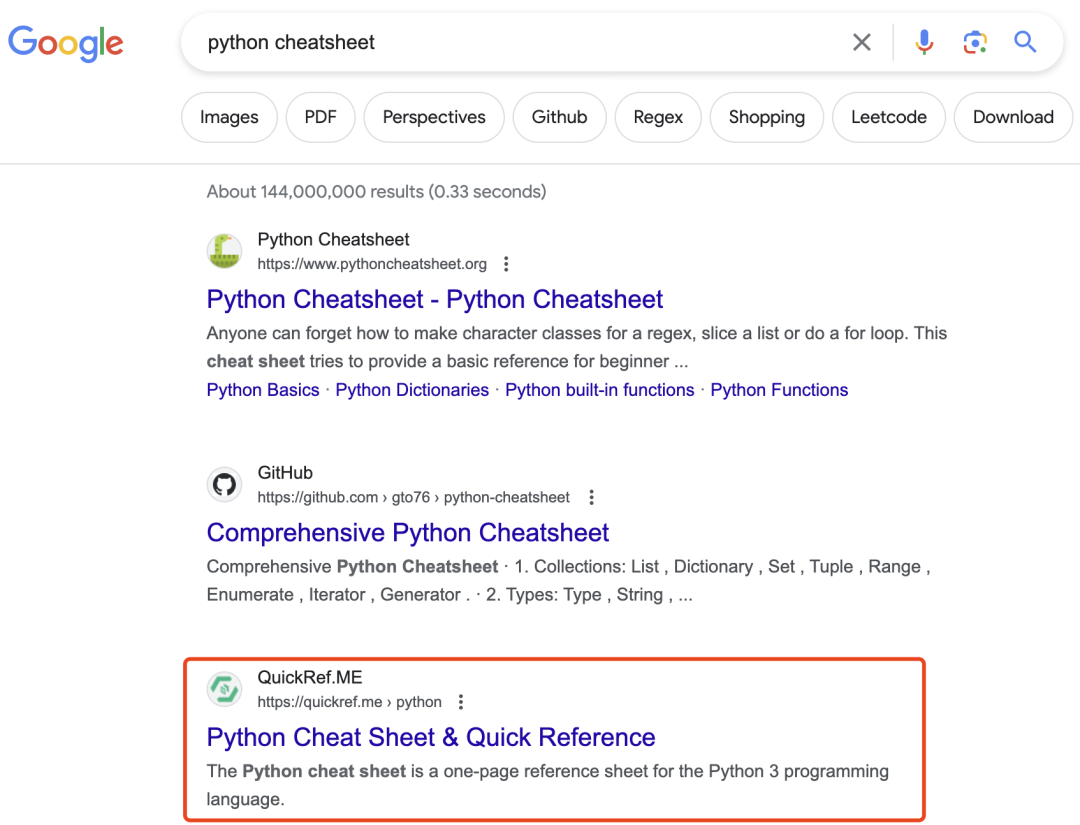 Google
python cheatsheet
Images PDF Perspectives Github Regex Shopping Leetcode Download
About 144,000,000 results (0.33 seconds)
Python Cheatsheet
https://www.pythoncheatsheet.org
Python Cheatsheet - Python Cheatsheet
Anyone can forget how to make character classes for a regex, slice a list or do a for loop. This
cheat sheet tries to provide a basic reference for beginner ...
Python Basics · Python Dictionaries · Python built-in functions · Python Functions
GitHub
https://github.com › gto76 › python-cheatsheet
Comprehensive Python Cheatsheet
Comprehensive Python Cheatsheet · 1. Collections: List , Dictionary , Set , Tuple , Range ,
Enumerate , Iterator , Generator . · 2. Types: Type , String , ...
QuickRef.ME
https://quickref.me › python
Python Cheat Sheet & Quick Reference
The Python cheat sheet is a one-page reference sheet for the Python 3 programming
language.